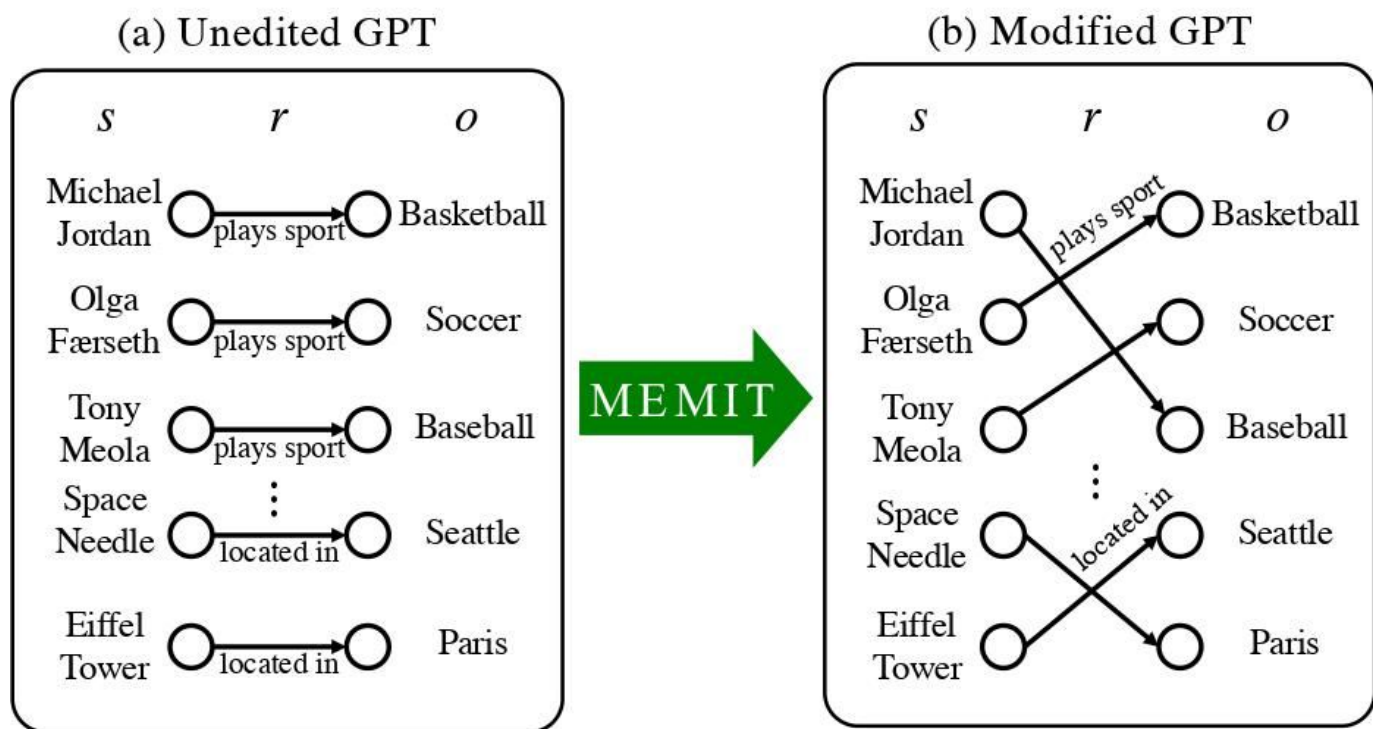 (a) Unedited GPT
s r o
Michael
Jordan
plays sport
Basketball
Olga
Færseth
plays sport
Soccer
Tony
Meola
plays sport
Baseball
Space
Needle
located in
Seattle
Eiffel
Tower
located in
Paris
MEMIT
(b) Modified GPT
s r o
Michael
Jordan
plays sport
Basketball
Olga
Færseth
Soccer
Tony
Meola
Baseball
Space
Needle
located in
Seattle
Eiffel
Tower
Paris